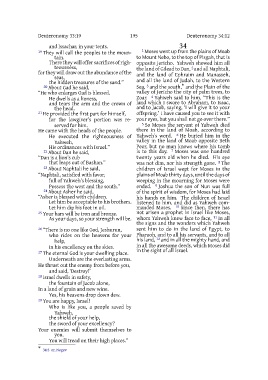 Deuteronomy 33:19
195
Deuteronomy 34:12
and Issachar, in your tents.
19 They will call the peoples to the mountain.
There they will offer sacrifices of righteousness,
for they will draw out the abundance of the seas,
the hidden treasures of the sand."
20 About Gad he said,
"He who enlarges Gad is blessed.
He dwells as a lioness,
and tears the arm and the crown of the head.
21 He provided the first part for himself,
for the lawgiver's portion was reserved for him.
He came with the heads of the people.
He executed the righteousness of Yahweh,
His ordinances with Israel."
22 About Dan he said,
"Dan is a lion's cub
that leaps out of Bashan."
23 About Naphtali he said,
"Naphtali, satisfied with favor,
full of Yahweh's blessing,
Possess the west and the south."
24 About Asher he said,
"Asher is blessed with children.
Let him be acceptable to his brothers.
Let him dip his foot in oil.
25 Your bars will be iron and bronze.
As your days, so your strength will be.
26 "There is no one like God, Jeshurun,
who rides on the heavens for your help,
in his excellency on the skies.
27 The eternal God is your dwelling place.
Underneath are the everlasting arms.
He thrust out the enemy from before you,
and said, 'Destroy!'
28 Israel dwells in safety,
the fountain of Jacob alone,
In a land of grain and new wine.
Yes, his heavens drop down dew.
29 You are happy, Israel!
Who is like you, a people saved by Yahweh,
the shield of your help,
the sword of your excellency?
Your enemies will submit themselves to you.
You will tread on their high places."
34
1 Moses went up from the plains of Moab
to Mount Nebo, to the top of Pisgah, that is
opposite Jericho. Yahweh showed him all
the land of Gilead to Dan, 2 and all Naphtali,
and the land of Ephraim and Manasseh,
and all the land of Judah, to the Western
Sea, 3 and the south, and the Plain of the
valley of Jericho the city of palm trees, to
Zoar. 4 Yahweh said to him, "This is the
land which I swore to Abraham, to Isaac,
and to Jacob, saying, 'I will give it to your
offspring.' I have caused you to see it with
your eyes, but you shall not go over there."
5 So Moses the servant of Yahweh died
there in the land of Moab, according to
Yahweh's word. 6 He buried him in the
valley in the land of Moab opposite Beth
Peor, but no man knows where his tomb
is to this day. 7 Moses was one hundred
twenty years old when he died. His eye
was not dim, nor his strength gone. 8 The
children of Israel wept for Moses in the
plains of Moab thirty days, until the days of
weeping in the mourning for Moses were
ended. 9 Joshua the son of Nun was full
of the spirit of wisdom, for Moses had laid
his hands on him. The children of Israel
listened to him, and did as Yahweh commanded
Moses. 10 Since then, there has
not arisen a prophet in Israel like Moses,
whom Yahweh knew face to face, 11 in all
the signs and the wonders which Yahweh
sent him to do in the land of Egypt, to
Pharaoh, and to all his servants, and to all
his land, 12 and in all the mighty hand, and
in all the awesome deeds, which Moses did
in the sight of all Israel.